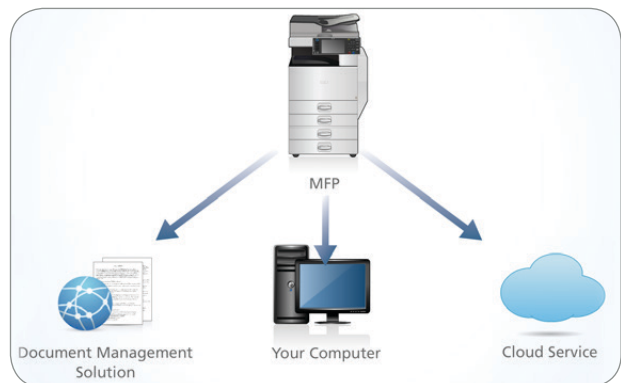 MFP
Document Management
Solution
Your Computer
Cloud Service